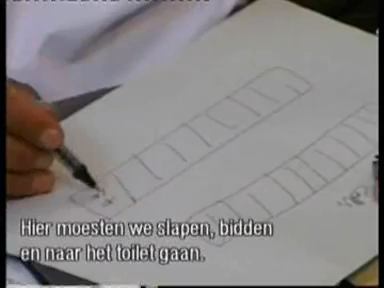 Hier moesten we slapen, bidden
en naar het toilet gaan.